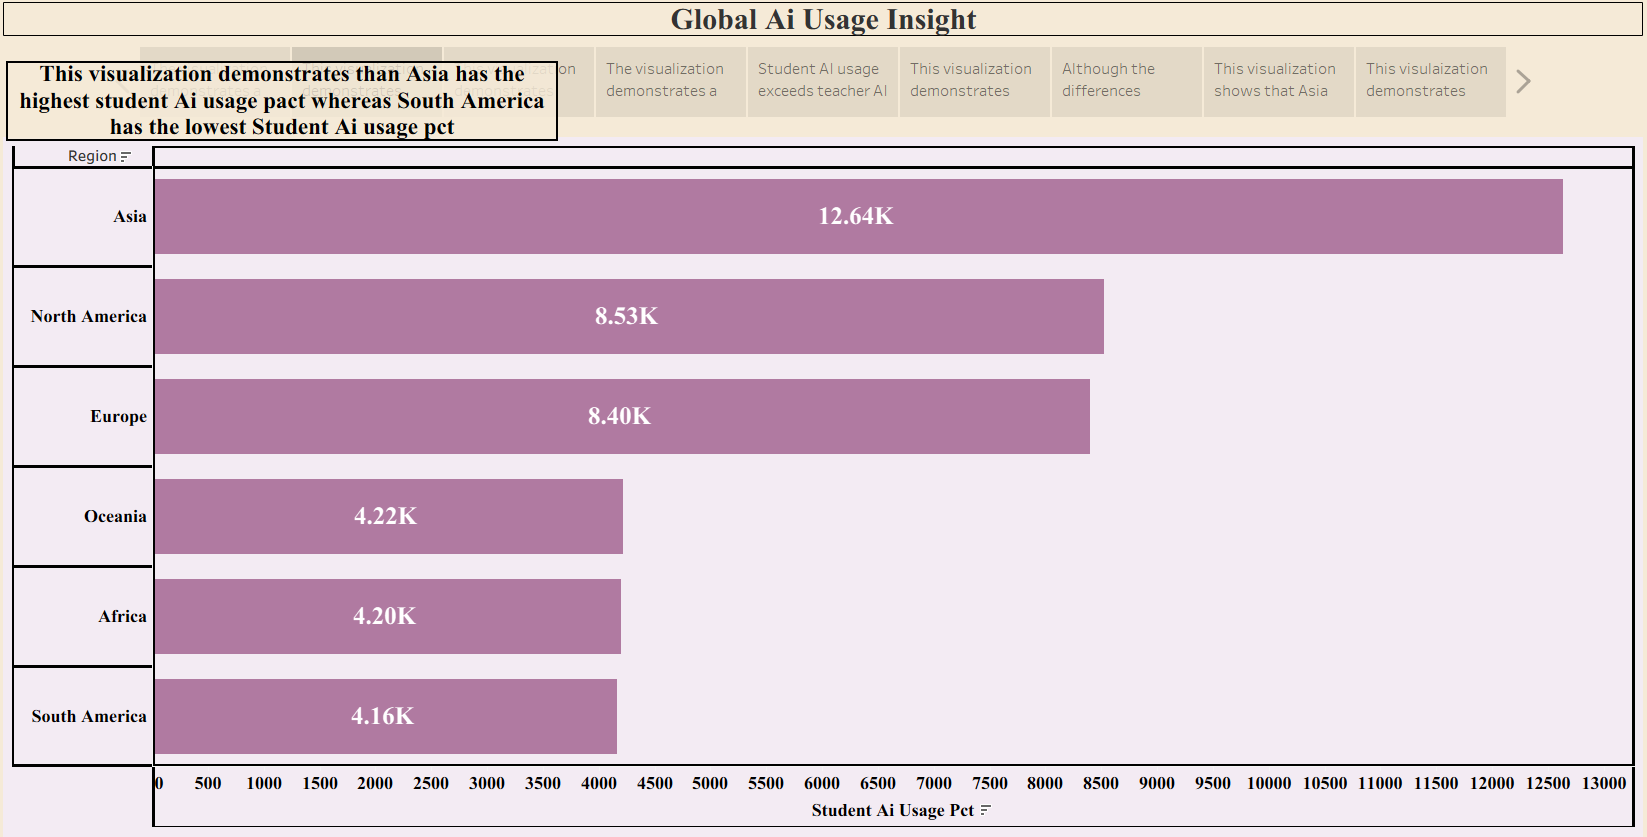 Global Ai Usage Insight
This visualization demonstrates than Asia has the
highest student Ai usage pact whereas South America
has the lowest Student Ai usage pct
The visualization
demonstrates a
Student AI usage
exceeds teacher AI
This visualization
demonstrates
Although the
differences
This visualization
shows that Asia
This visulaization
demonstrates
Region
Asia
12.64K
North America
8.53K
Europe
8.40K
Oceania
4.22K
Africa
4.20K
South America
4.16K
0 500 1000 1500 2000 2500 3000 3500 4000 4500 5000 5500 6000 6500 7000 7500 8000 8500 9000 9500 10000 10500 11000 11500 12000 12500 13000
Student Ai Usage Pct